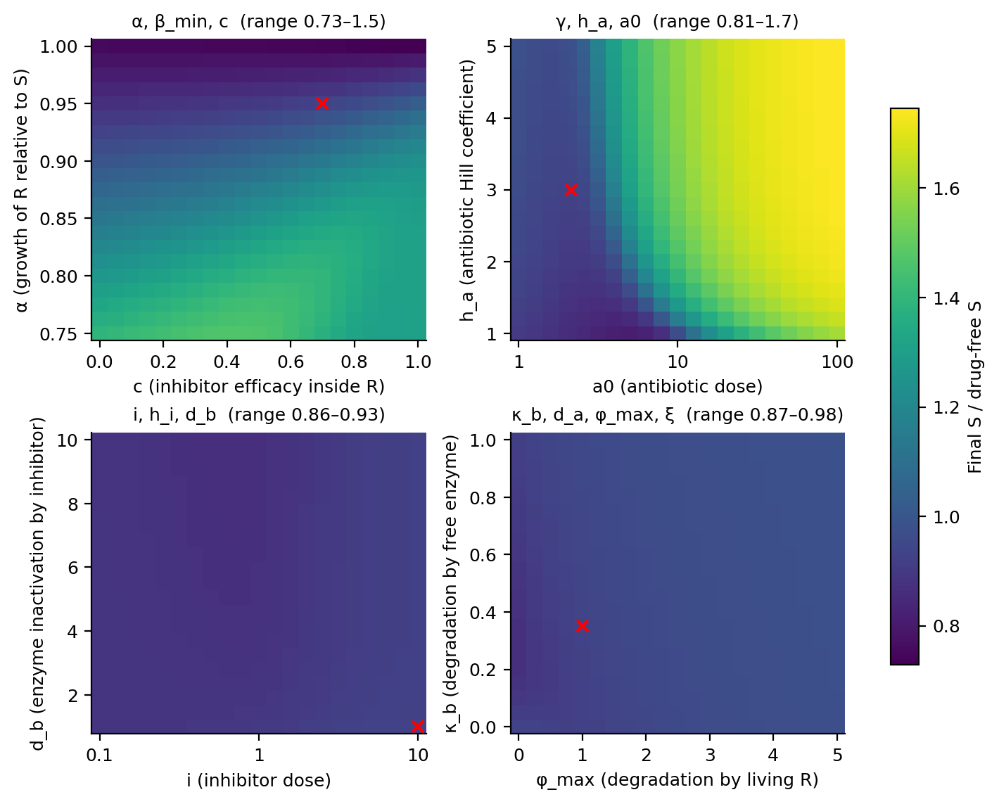 α, β_min, c  (range 0.73–1.5)
1.00
0.95
0.90
0.85
0.80
0.75
α (growth of R relative to S)
0.0 0.2 0.4 0.6 0.8 1.0
c (inhibitor efficacy inside R)
γ, h_a, a0  (range 0.81–1.7)
5
4
3
2
1
h_a (antibiotic Hill coefficient)
1 10 100
a0 (antibiotic dose)
i, h_i, d_b  (range 0.86–0.93)
10
8
6
4
2
d_b (enzyme inactivation by inhibitor)
0.1 1 10
i (inhibitor dose)
κ_b, d_a, φ_max, ξ  (range 0.87–0.98)
1.0
0.8
0.6
0.4
0.2
0.0
κ_b (degradation by free enzyme)
0 1 2 3 4 5
φ_max (degradation by living R)
1.6
1.4
1.2
1.0
0.8
Final S / drug-free S